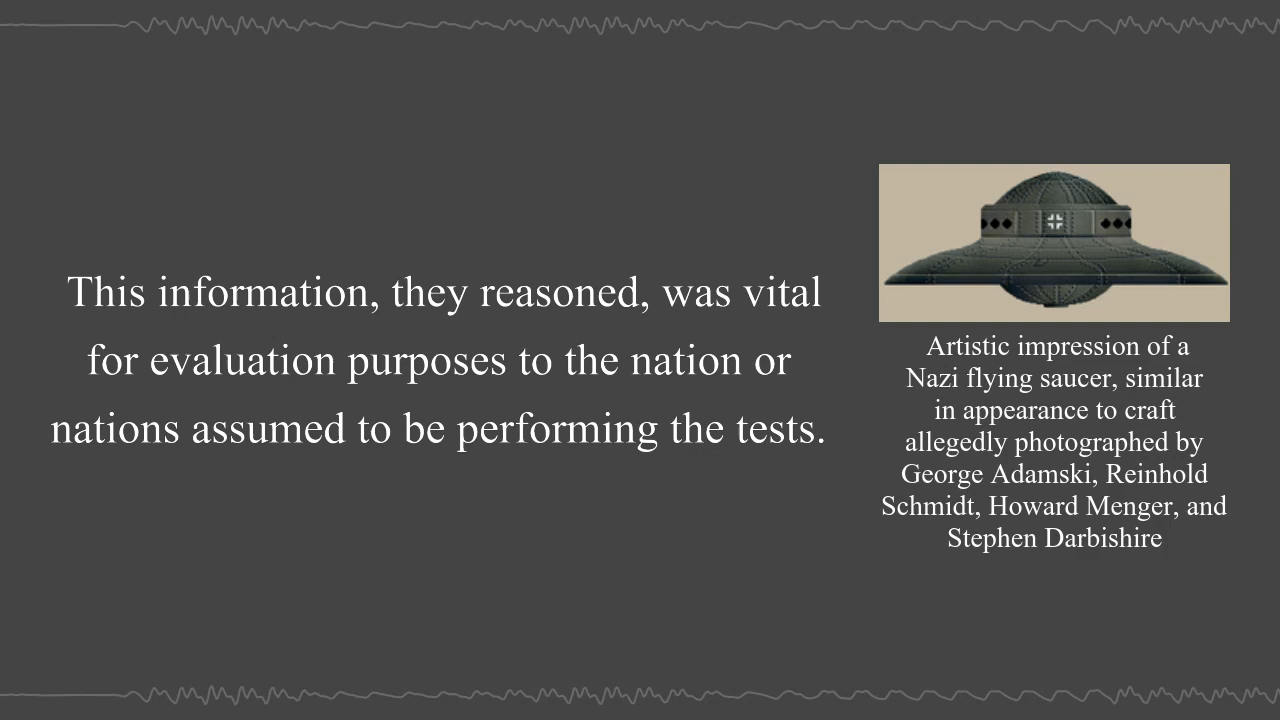 This information, they reasoned, was vital
for evaluation purposes to the nation or
nations assumed to be performing the tests.
Artistic impression of a
Nazi flying saucer, similar
in appearance to craft
allegedly photographed by
George Adamski, Reinhold
Schmidt, Howard Menger, and
Stephen Darbishire